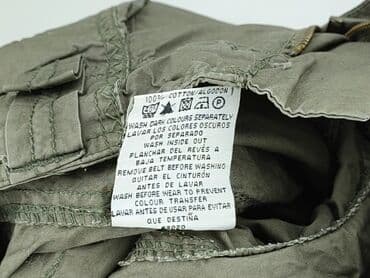 100% COTTON/ALGODON
WASH DARK COLOURS SEPARATELY
LAVAR LOS COLORES OSCUROS
POR SEPARADO
WASH INSIDE OUT
PLANCHAR DEL REVÉS A
BAJA TEMPERATURA
REMOVE BELT BEFORE WASHING
QUITAR EL CINTURÓN
ANTES DE LAVAR
WASH BEFORE WEAR TO PREVENT
COLOUR TRANSFER
LAVAR ANTES DE USAR PARA EVITAR
QUE DESTIÑA